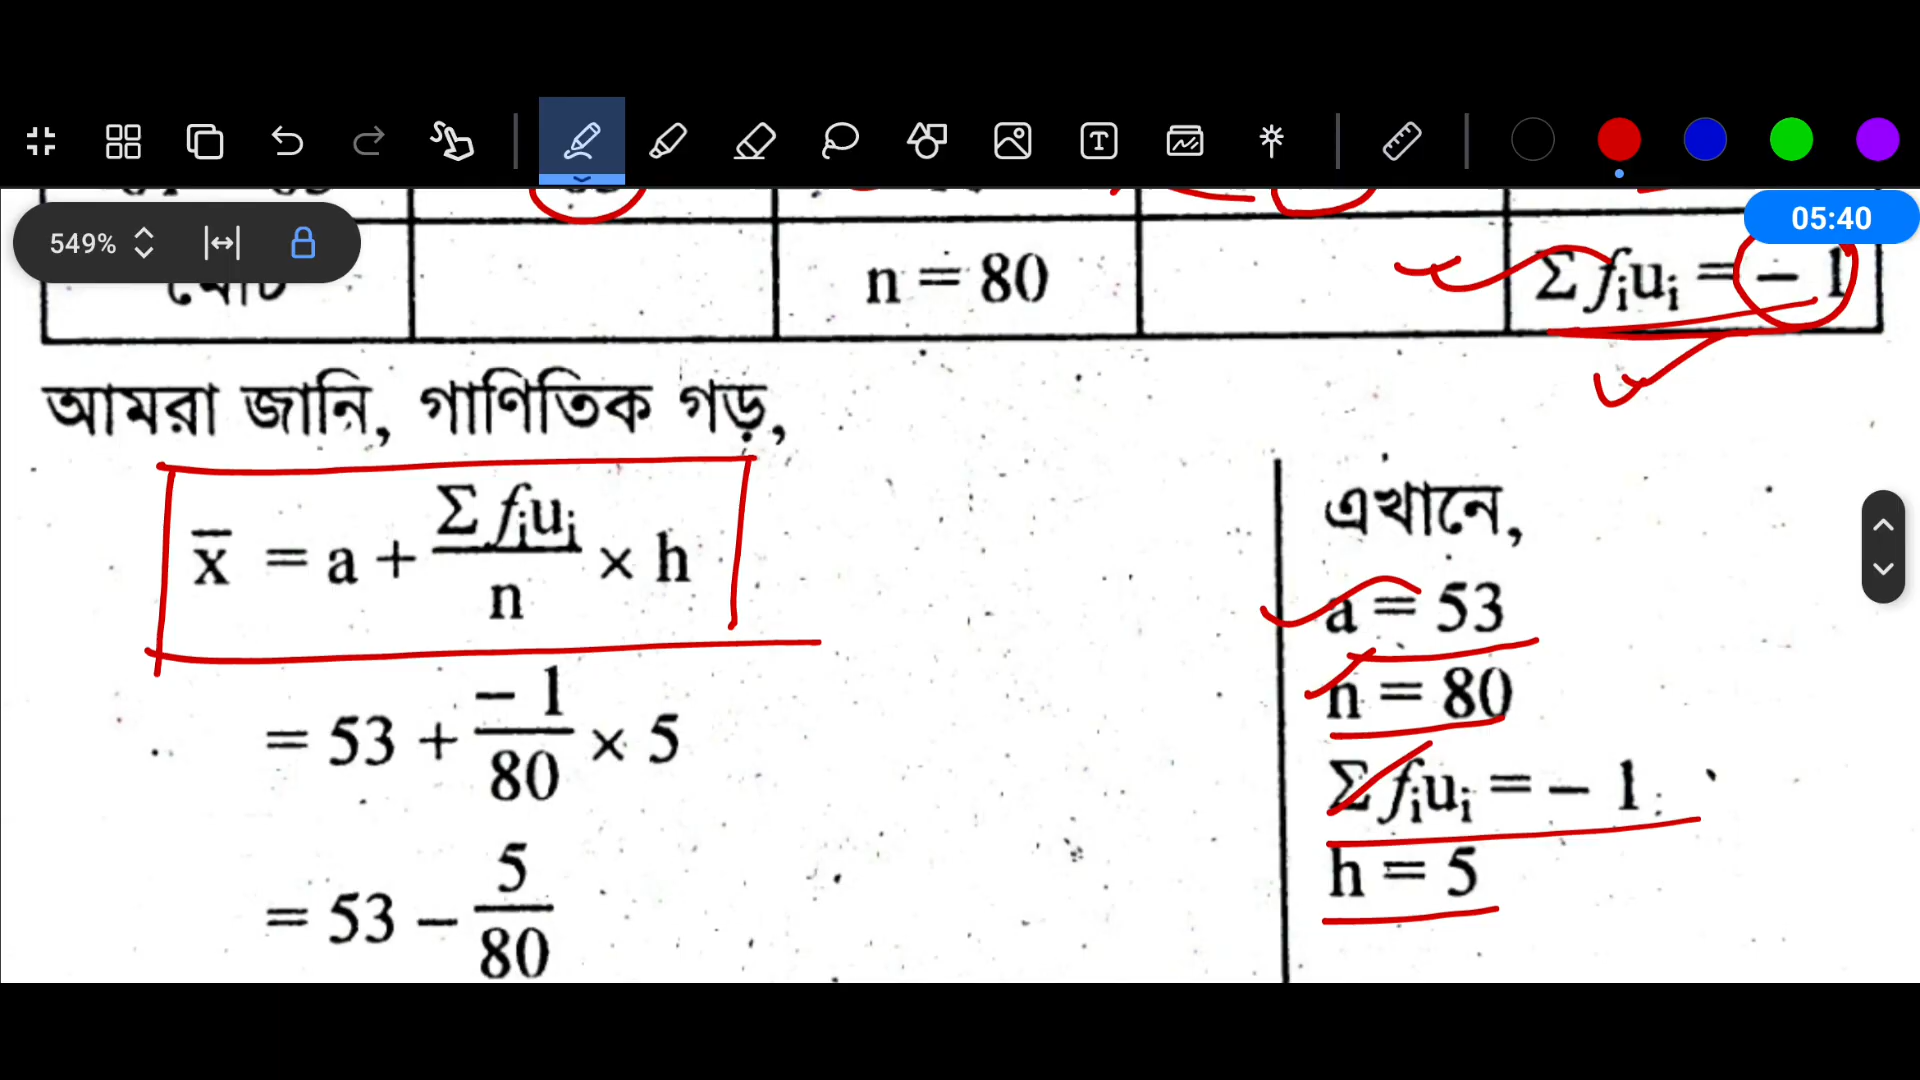 549%
05:40
n = 80
Σ fᵢuᵢ = – 1
আমরা জানি, গাণিতিক গড়,
x̄ = a + Σ fᵢuᵢ / n × h
= 53 + – 1 / 80 × 5
= 53 – 5 / 80
এখানে,
a = 53
n = 80
Σ fᵢuᵢ = – 1
h = 5